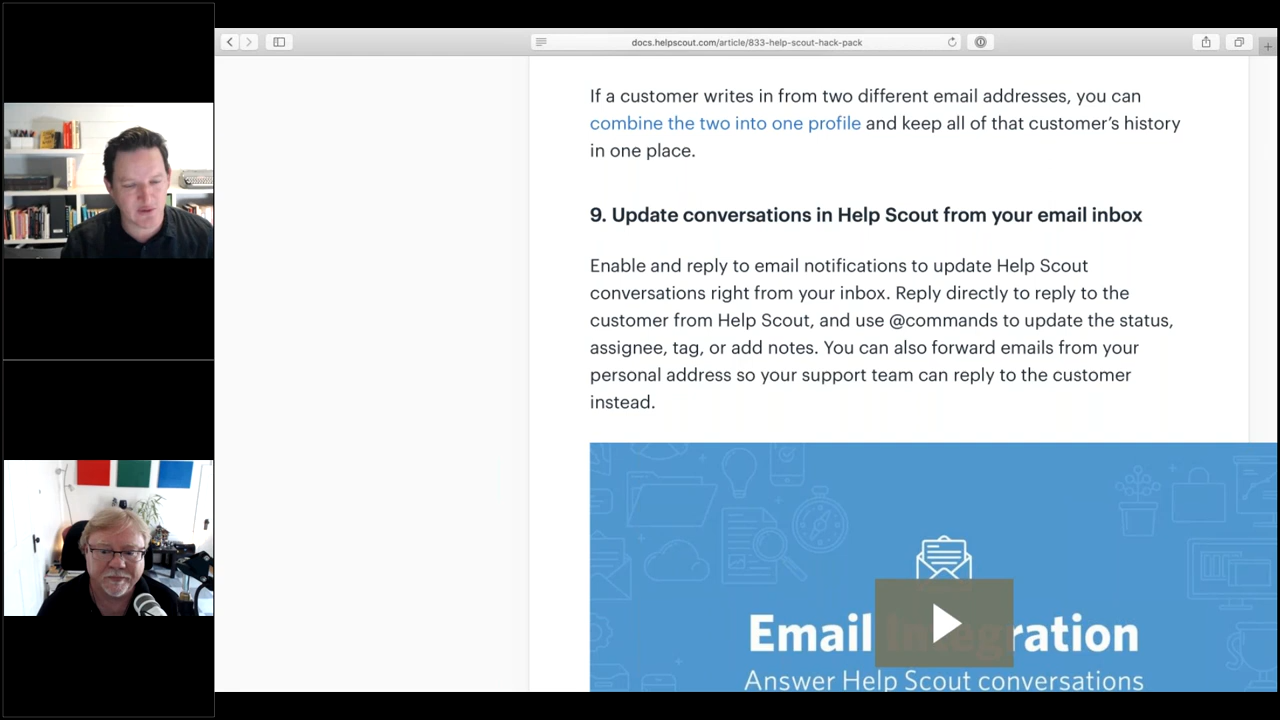 docs.helpscout.com/article/833-help-scout-hack-pack
If a customer writes in from two different email addresses, you can
combine the two into one profile and keep all of that customer’s history
in one place.
9. Update conversations in Help Scout from your email inbox
Enable and reply to email notifications to update Help Scout
conversations right from your inbox. Reply directly to reply to the
customer from Help Scout, and use @commands to update the status,
assignee, tag, or add notes. You can also forward emails from your
personal address so your support team can reply to the customer
instead.
Email Integration
Answer Help Scout conversations